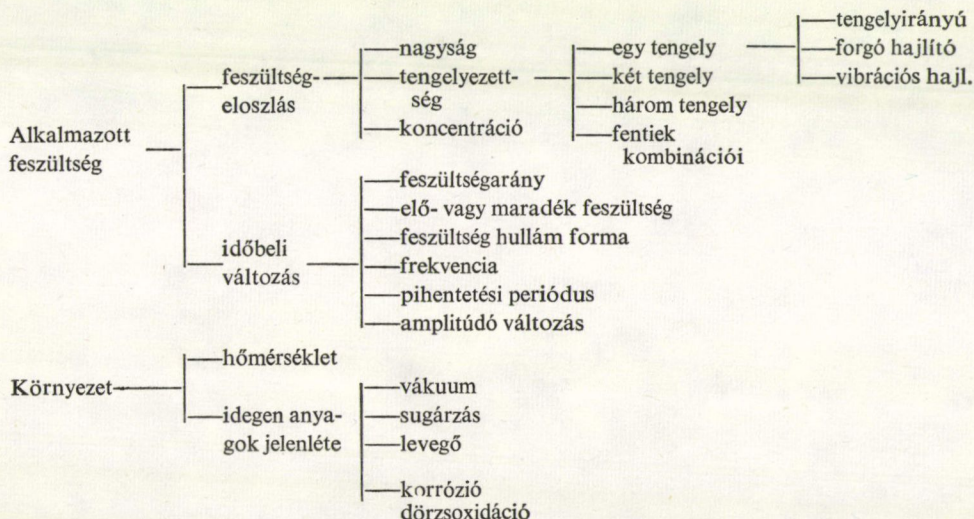 Alkalmazott
feszültség
feszültség-
eloszlás
nagyság
tengelyezett-
ség
koncentráció
egy tengely
két tengely
három tengely
fentiek
kombinációi
tengelyirányú
forgó hajlító
vibrációs hajl.
időbeli
változás
feszültségarány
elő- vagy maradék feszültség
feszültség hullám forma
frekvencia
pihentetési periódus
amplitúdó változás
Környezet
hőmérséklet
idegen anya-
gok jelenléte
vákuum
sugárzás
levegő
korrózió
dörzsoxidáció